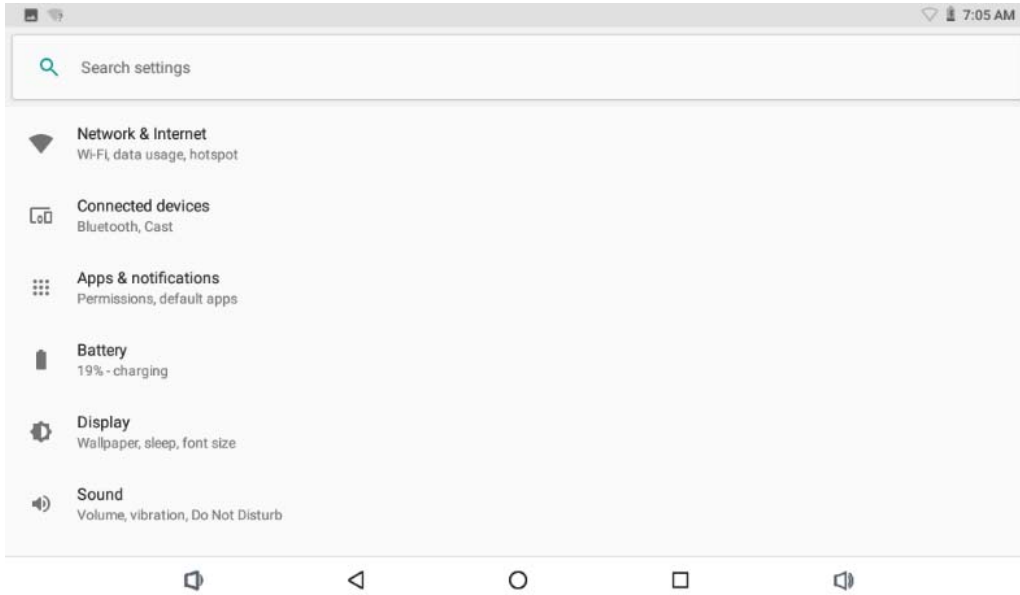 7:05 AM
Search settings
Network & Internet
Wi-Fi, data usage, hotspot
Connected devices
Bluetooth, Cast
Apps & notifications
Permissions, default apps
Battery
19% - charging
Display
Wallpaper, sleep, font size
Sound
Volume, vibration, Do Not Disturb